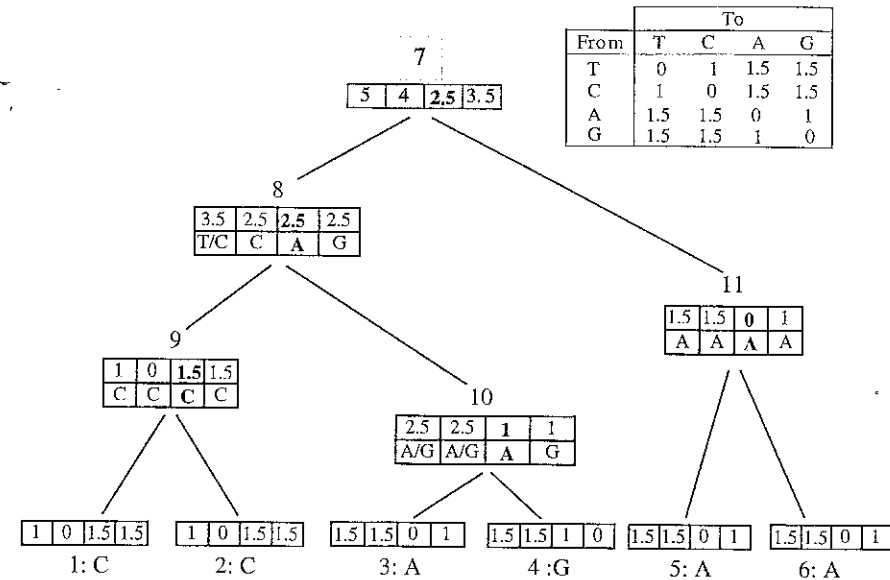 To
From T C A G
T 0 1 1.5 1.5
C 1 0 1.5 1.5
A 1.5 1.5 0 1
G 1.5 1.5 1 0
7
5 4 2.5 3.5
8
3.5 2.5 2.5 2.5
T/C C A G
11
1.5 1.5 0 1
A A A A
9
1 0 1.5 1.5
C C C C
10
2.5 2.5 1 1
A/G A/G A G
1 0 1.5 1.5
1: C
1 0 1.5 1.5
2: C
1.5 1.5 0 1
3: A
1.5 1.5 1 0
4 :G
1.5 1.5 0 1
5: A
1.5 1.5 0 1
6: A